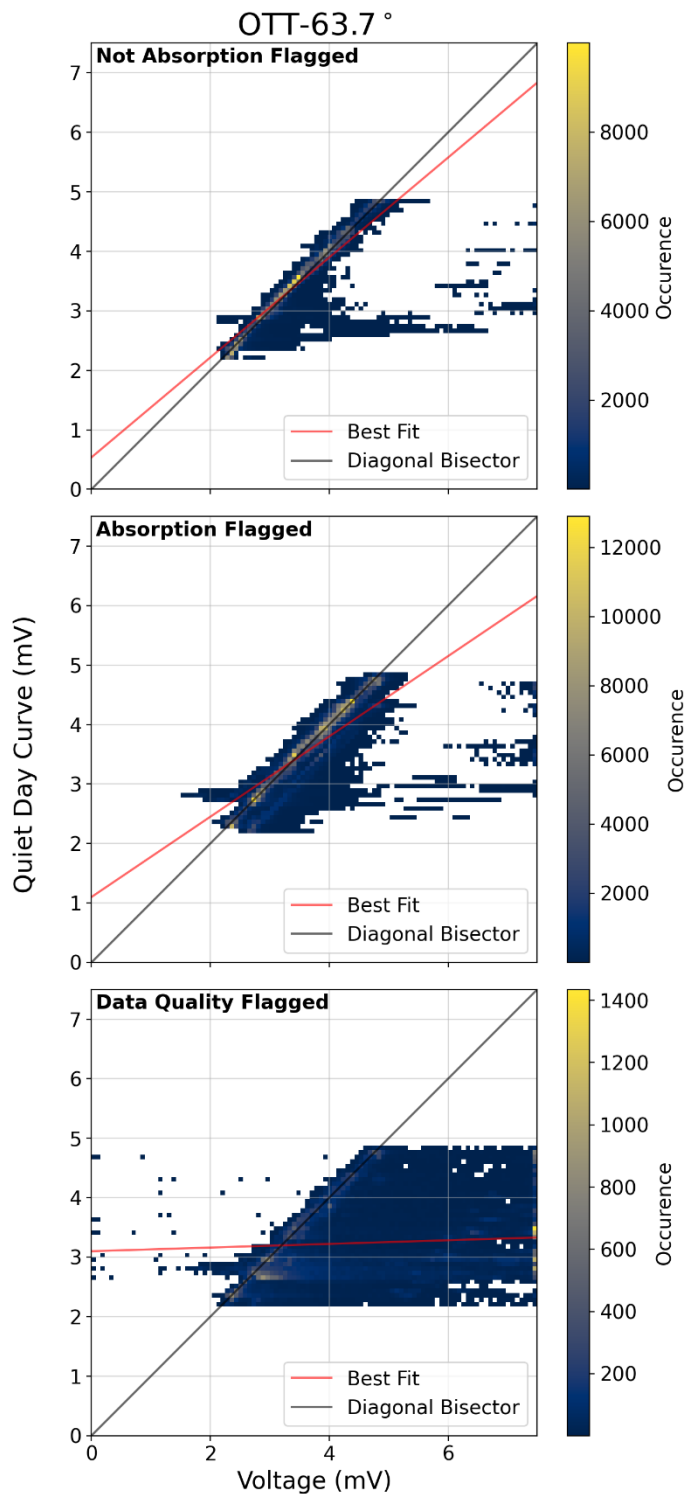 OTT-63.7°
Not Absorption Flagged
7
6
5
4
3
2
1
0
Best Fit
Diagonal Bisector
8000
6000
4000
2000
Occurence
Absorption Flagged
7
6
5
4
3
2
1
0
Best Fit
Diagonal Bisector
12000
10000
8000
6000
4000
2000
Occurence
Quiet Day Curve (mV)
Data Quality Flagged
7
6
5
4
3
2
1
0
Best Fit
Diagonal Bisector
0 2 4 6
Voltage (mV)
1400
1200
1000
800
600
400
200
Occurence